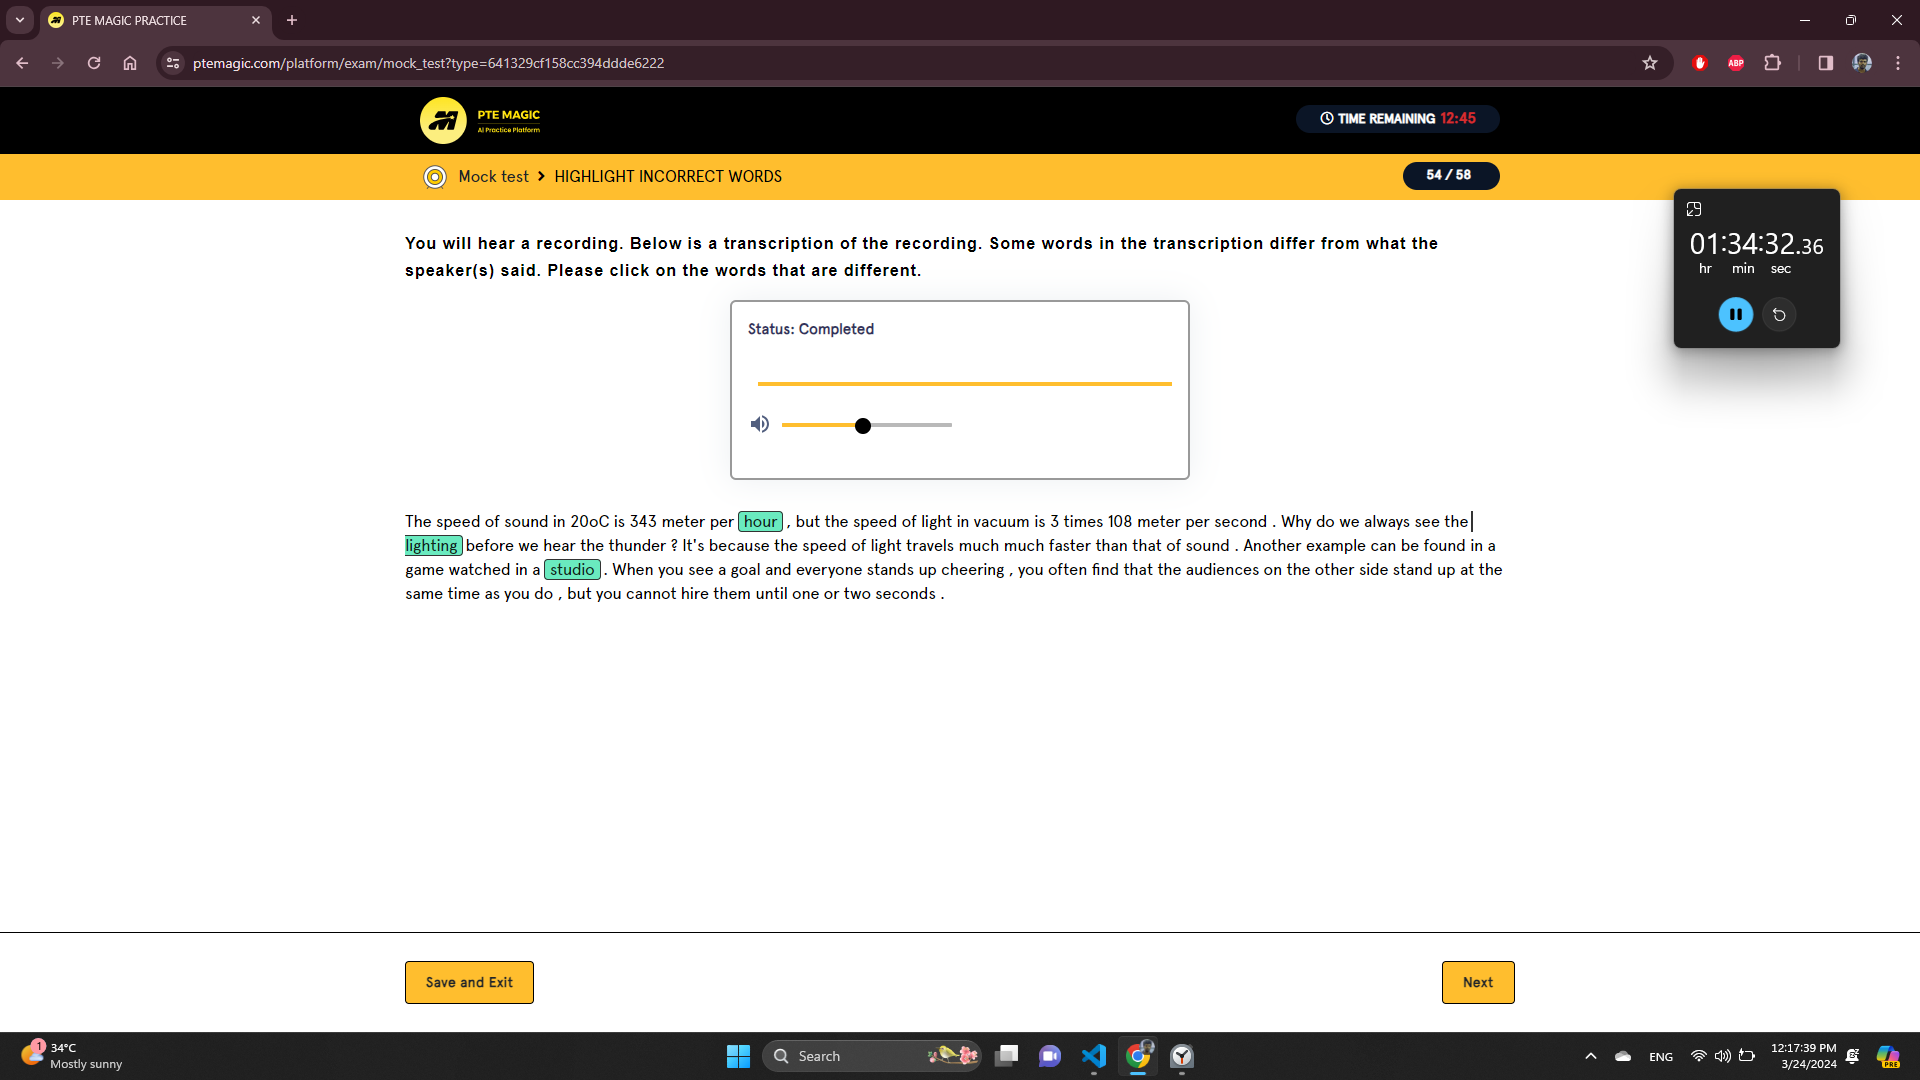 PTE MAGIC PRACTICE
ptemagic.com/platform/exam/mock_test?type=641329cf158cc394ddde6222
ABP
PTE MAGIC
AI Practice Platform
TIME REMAINING 12:45
Mock test > HIGHLIGHT INCORRECT WORDS
54 / 58
01:34:32.36
hr min sec
You will hear a recording. Below is a transcription of the recording. Some words in the transcription differ from what the
speaker(s) said. Please click on the words that are different.
Status: Completed
The speed of sound in 20oC is 343 meter per hour , but the speed of light in vacuum is 3 times 108 meter per second . Why do we always see the
lighting before we hear the thunder ? It's because the speed of light travels much much faster than that of sound . Another example can be found in a
game watched in a studio . When you see a goal and everyone stands up cheering , you often find that the audiences on the other side stand up at the
same time as you do , but you cannot hire them until one or two seconds .
Save and Exit
Next
1
34°C
Mostly sunny
Search
ENG
12:17:39 PM
3/24/2024
PRE